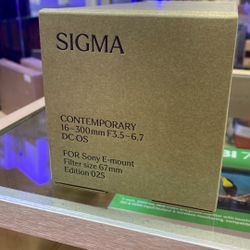 SIGMA
CONTEMPORARY
16-300mm F3.5-6.7
DC OS
FOR Sony E-mount
Filter size 67mm
Edition 025